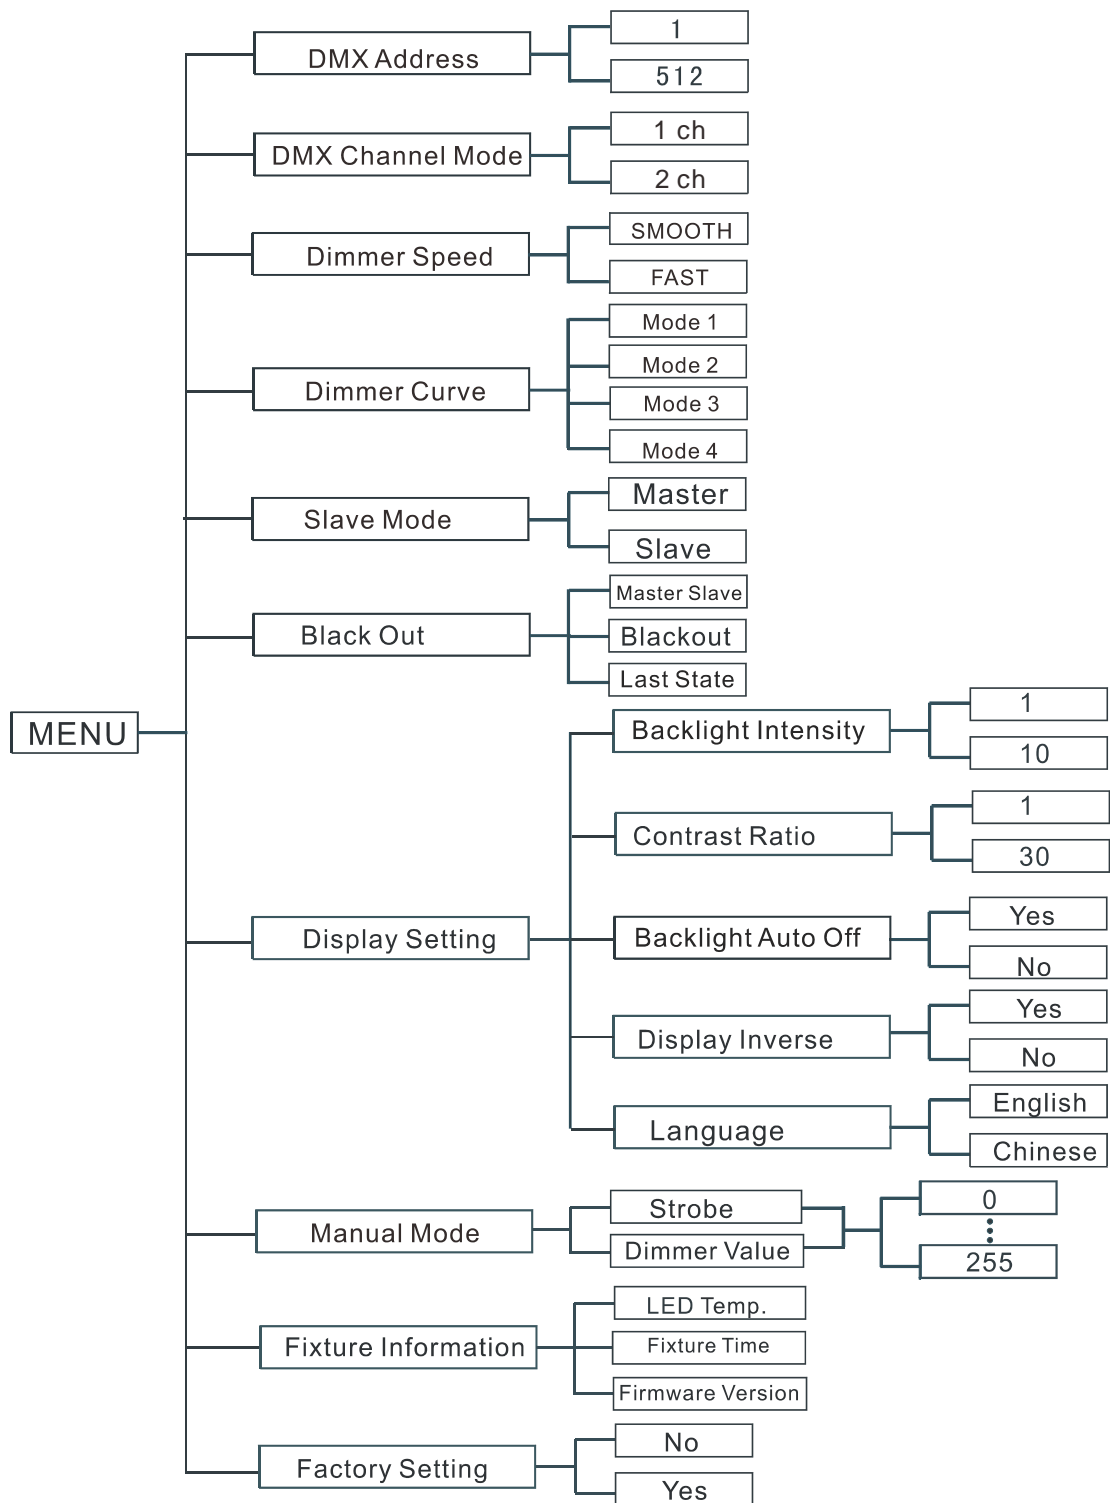 MENU
DMX Address
1
512
DMX Channel Mode
1 ch
2 ch
Dimmer Speed
SMOOTH
FAST
Dimmer Curve
Mode 1
Mode 2
Mode 3
Mode 4
Slave Mode
Master
Slave
Black Out
Master Slave
Blackout
Last State
Display Setting
Backlight Intensity
1
10
Contrast Ratio
1
30
Backlight Auto Off
Yes
No
Display Inverse
Yes
No
Language
English
Chinese
Manual Mode
Strobe
Dimmer Value
0
255
Fixture Information
LED Temp.
Fixture Time
Firmware Version
Factory Setting
No
Yes